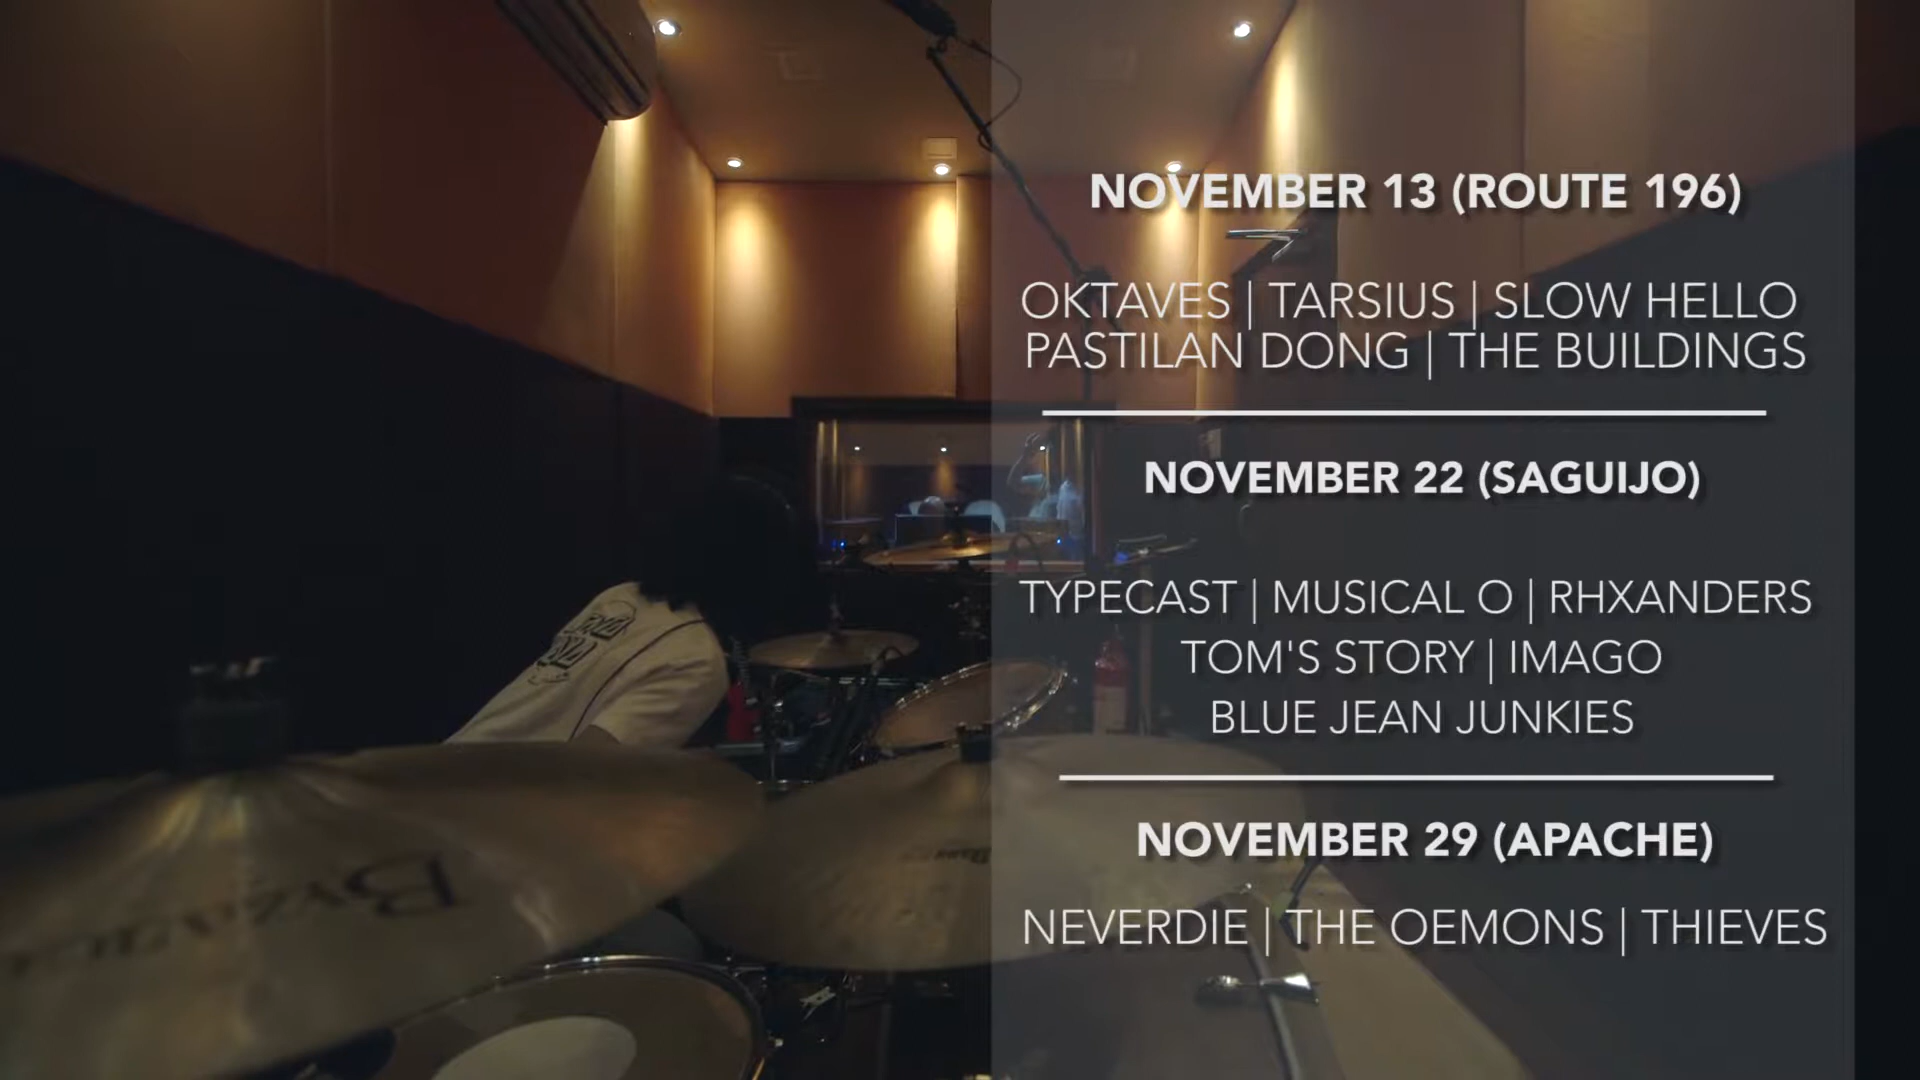 NOVEMBER 13 (ROUTE 196)
OKTAVES | TARSIUS | SLOW HELLO
PASTILAN DONG | THE BUILDINGS
NOVEMBER 22 (SAGUIJO)
TYPECAST | MUSICAL O | RHXANDERS
TOM'S STORY | IMAGO
BLUE JEAN JUNKIES
NOVEMBER 29 (APACHE)
NEVERDIE | THE OEMONS | THIEVES